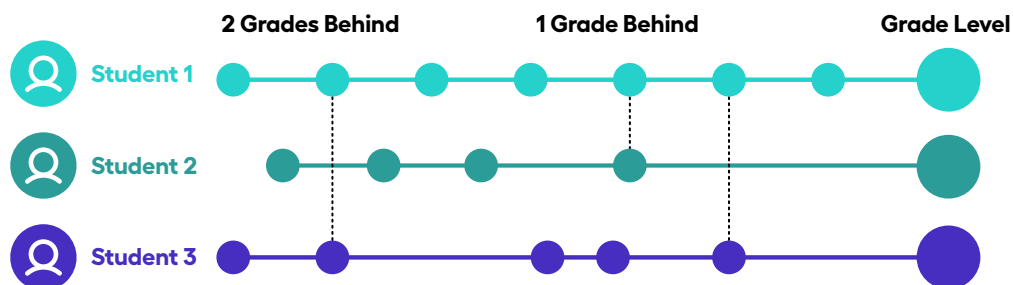 2 Grades Behind 1 Grade Behind Grade Level
Student 1
Student 2
Student 3